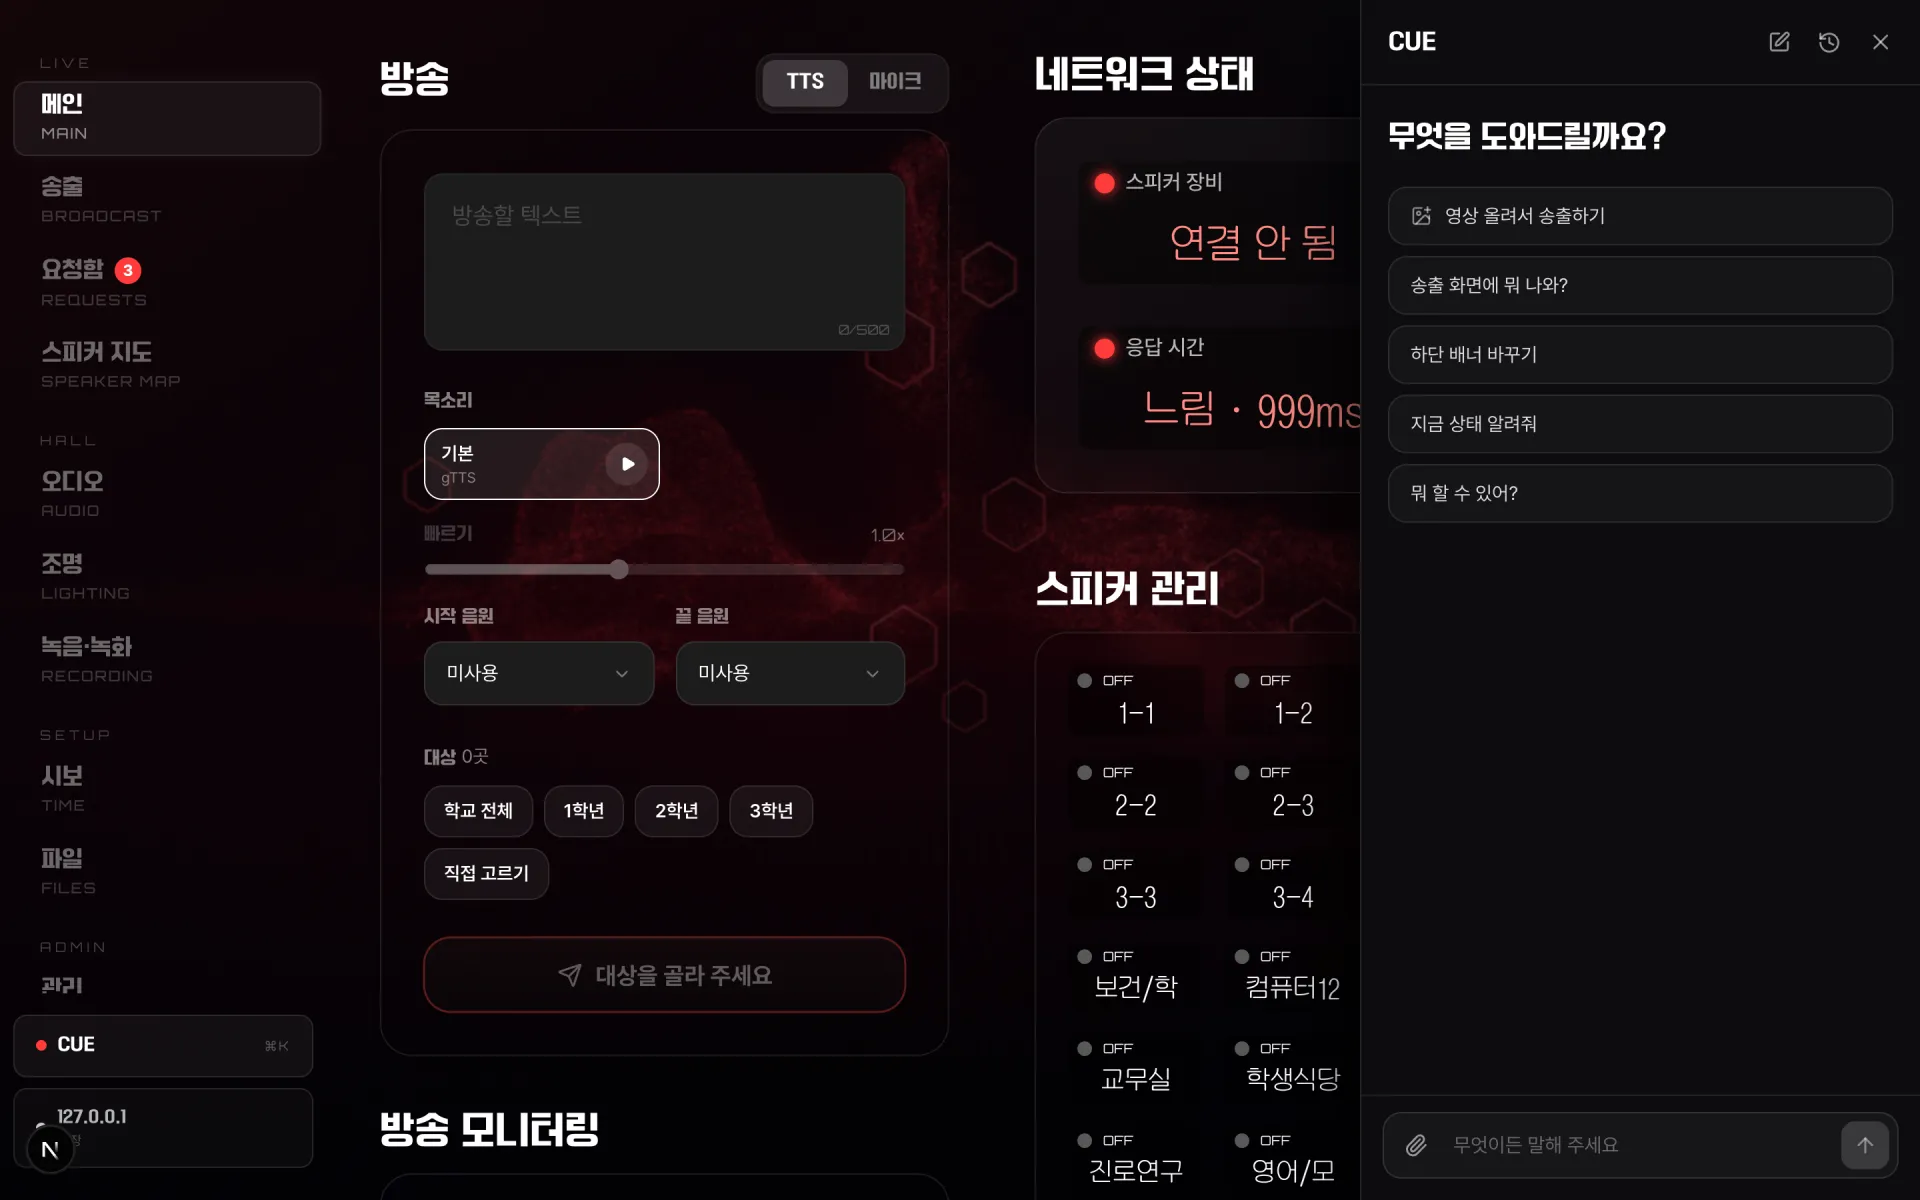 LIVE
메인
MAIN
송출
BROADCAST
요청함 3
REQUESTS
스피커 지도
SPEAKER MAP
HALL
오디오
AUDIO
조명
LIGHTING
녹음·녹화
RECORDING
SETUP
시보
TIME
파일
FILES
ADMIN
관리
CUE ⌘K
127.0.0.1
N
방송
TTS 마이크
방송할 텍스트
0/500
목소리
기본
gTTS
빠르기 1.0x
시작 음원 끝 음원
미사용 미사용
대상 0곳
학교 전체 1학년 2학년 3학년
직접 고르기
대상을 골라 주세요
방송 모니터링
네트워크 상태
스피커 장비
연결 안 됨
응답 시간
느림 · 999ms
스피커 관리
OFF OFF
1-1 1-2
OFF OFF
2-2 2-3
OFF OFF
3-3 3-4
OFF OFF
보건/학 컴퓨터12
OFF OFF
교무실 학생식당
OFF OFF
진로연구 영어/모
CUE
무엇을 도와드릴까요?
영상 올려서 송출하기
송출 화면에 뭐 나와?
하단 배너 바꾸기
지금 상태 알려줘
뭐 할 수 있어?
무엇이든 말해 주세요